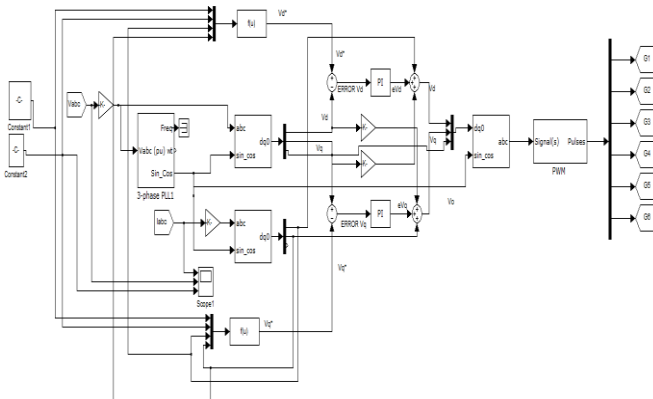 Vd*
f(u)
-C-
Constant1
-C-
Constant2
Vabc
-K-
Freq
Vabc (pu) wt
Sin_Cos
3-phase PLL1
abc
dq0
sin_cos
Vd*
ERROR Vd
PI
eVd
Vd
Vd
-K-
Vq
Vq
-K-
dq0
abc
sin_cos
Signal(s) Pulses
PWM
G1
G2
G3
G4
G5
G6
Iabc
-K-
abc
dq0
sin_cos
ERROR Vq
PI
eVq
Vo
Scope1
Vq*
Vq*
f(u)